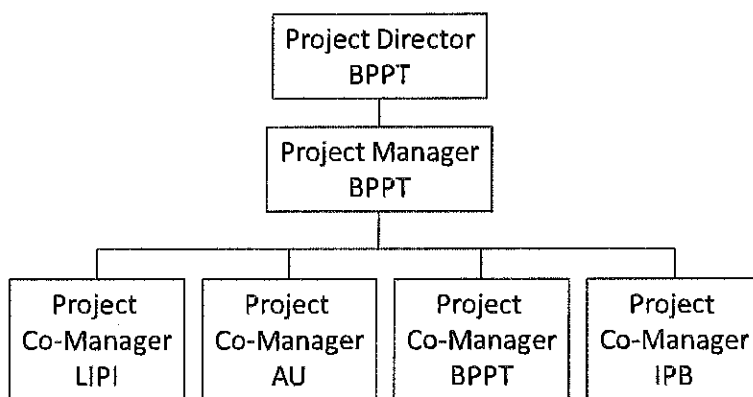 Project Director
BPPT
Project Manager
BPPT
Project
Co-Manager
LIPI
Project
Co-Manager
AU
Project
Co-Manager
BPPT
Project
Co-Manager
IPB